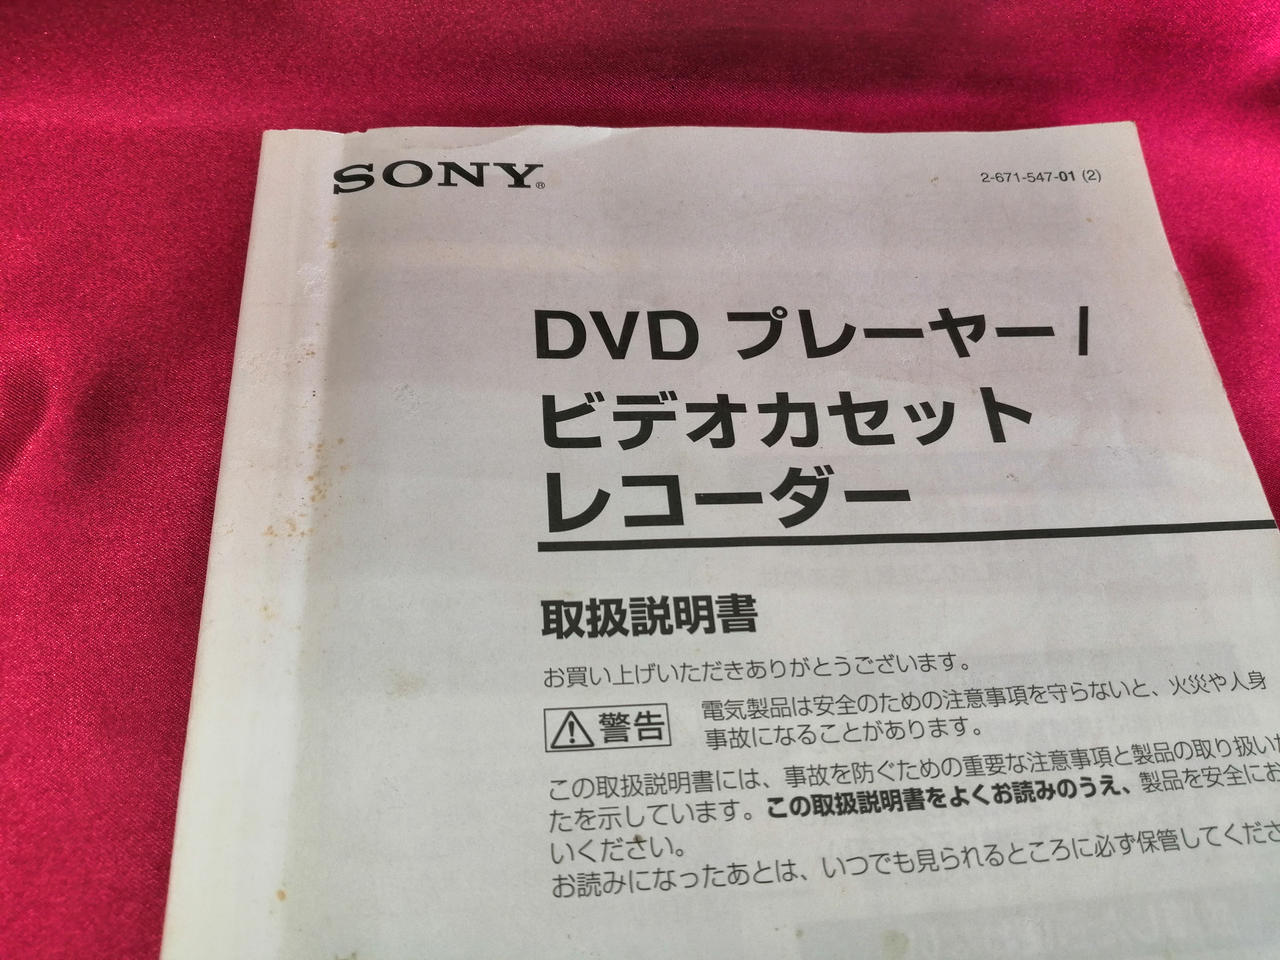 SONY®
2-671-547-01 (2)
DVD プレーヤー/
ビデオカセット
レコーダー
取扱説明書
お買い上げいただきありがとうございます。
警告
電気製品は安全のための注意事項を守らないと、火災や人身
事故になることがあります。
この取扱説明書には、事故を防ぐための重要な注意事項と製品の取り扱いか
たを示しています。この取扱説明書をよくお読みのうえ、製品を安全にお
いください。
お読みになったあとは、いつでも見られるところに必ず保管してくださ